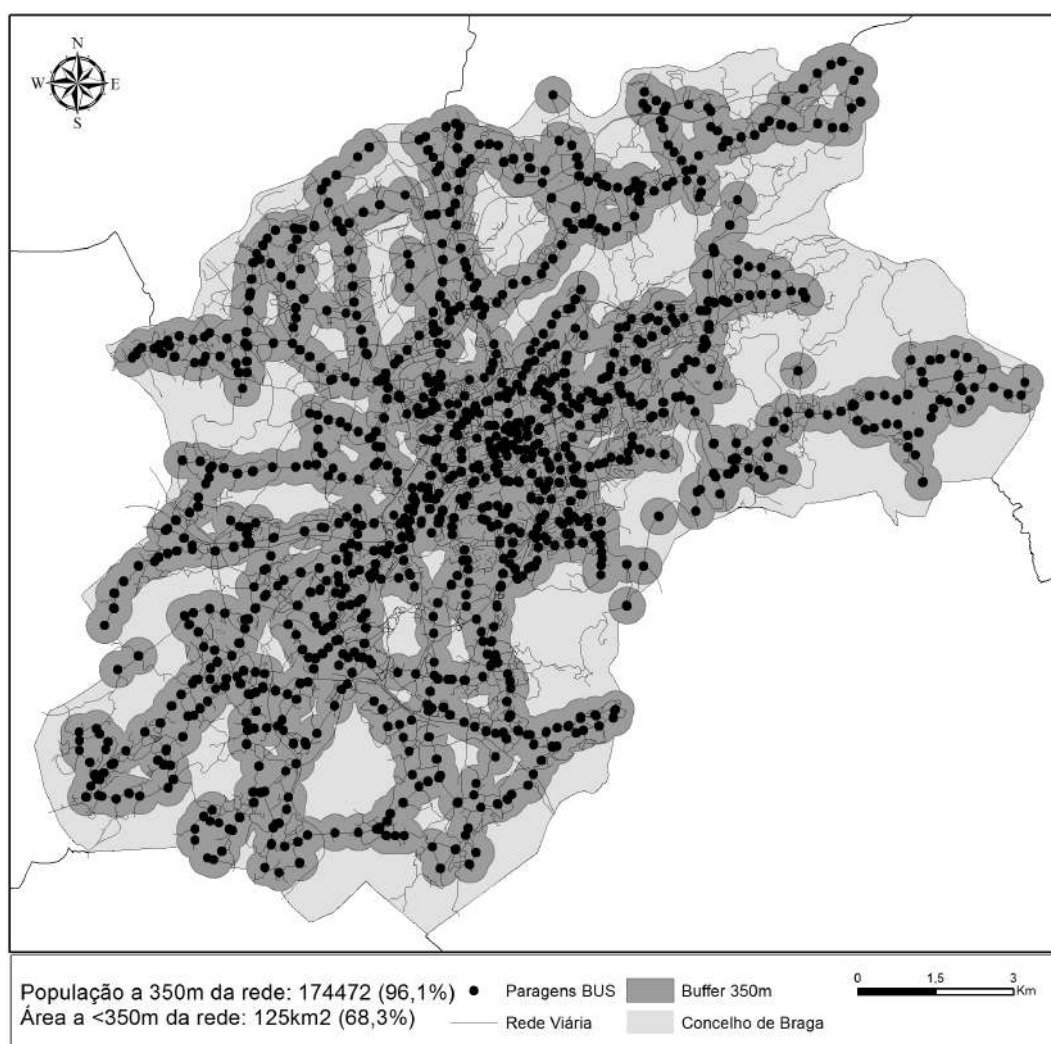 N
W E
S
População a 350m da rede: 174472 (96,1%)
Área a <350m da rede: 125km2 (68,3%)
Paragens BUS
Rede Viária
Buffer 350m
Concelho de Braga
0 1,5 3
Km